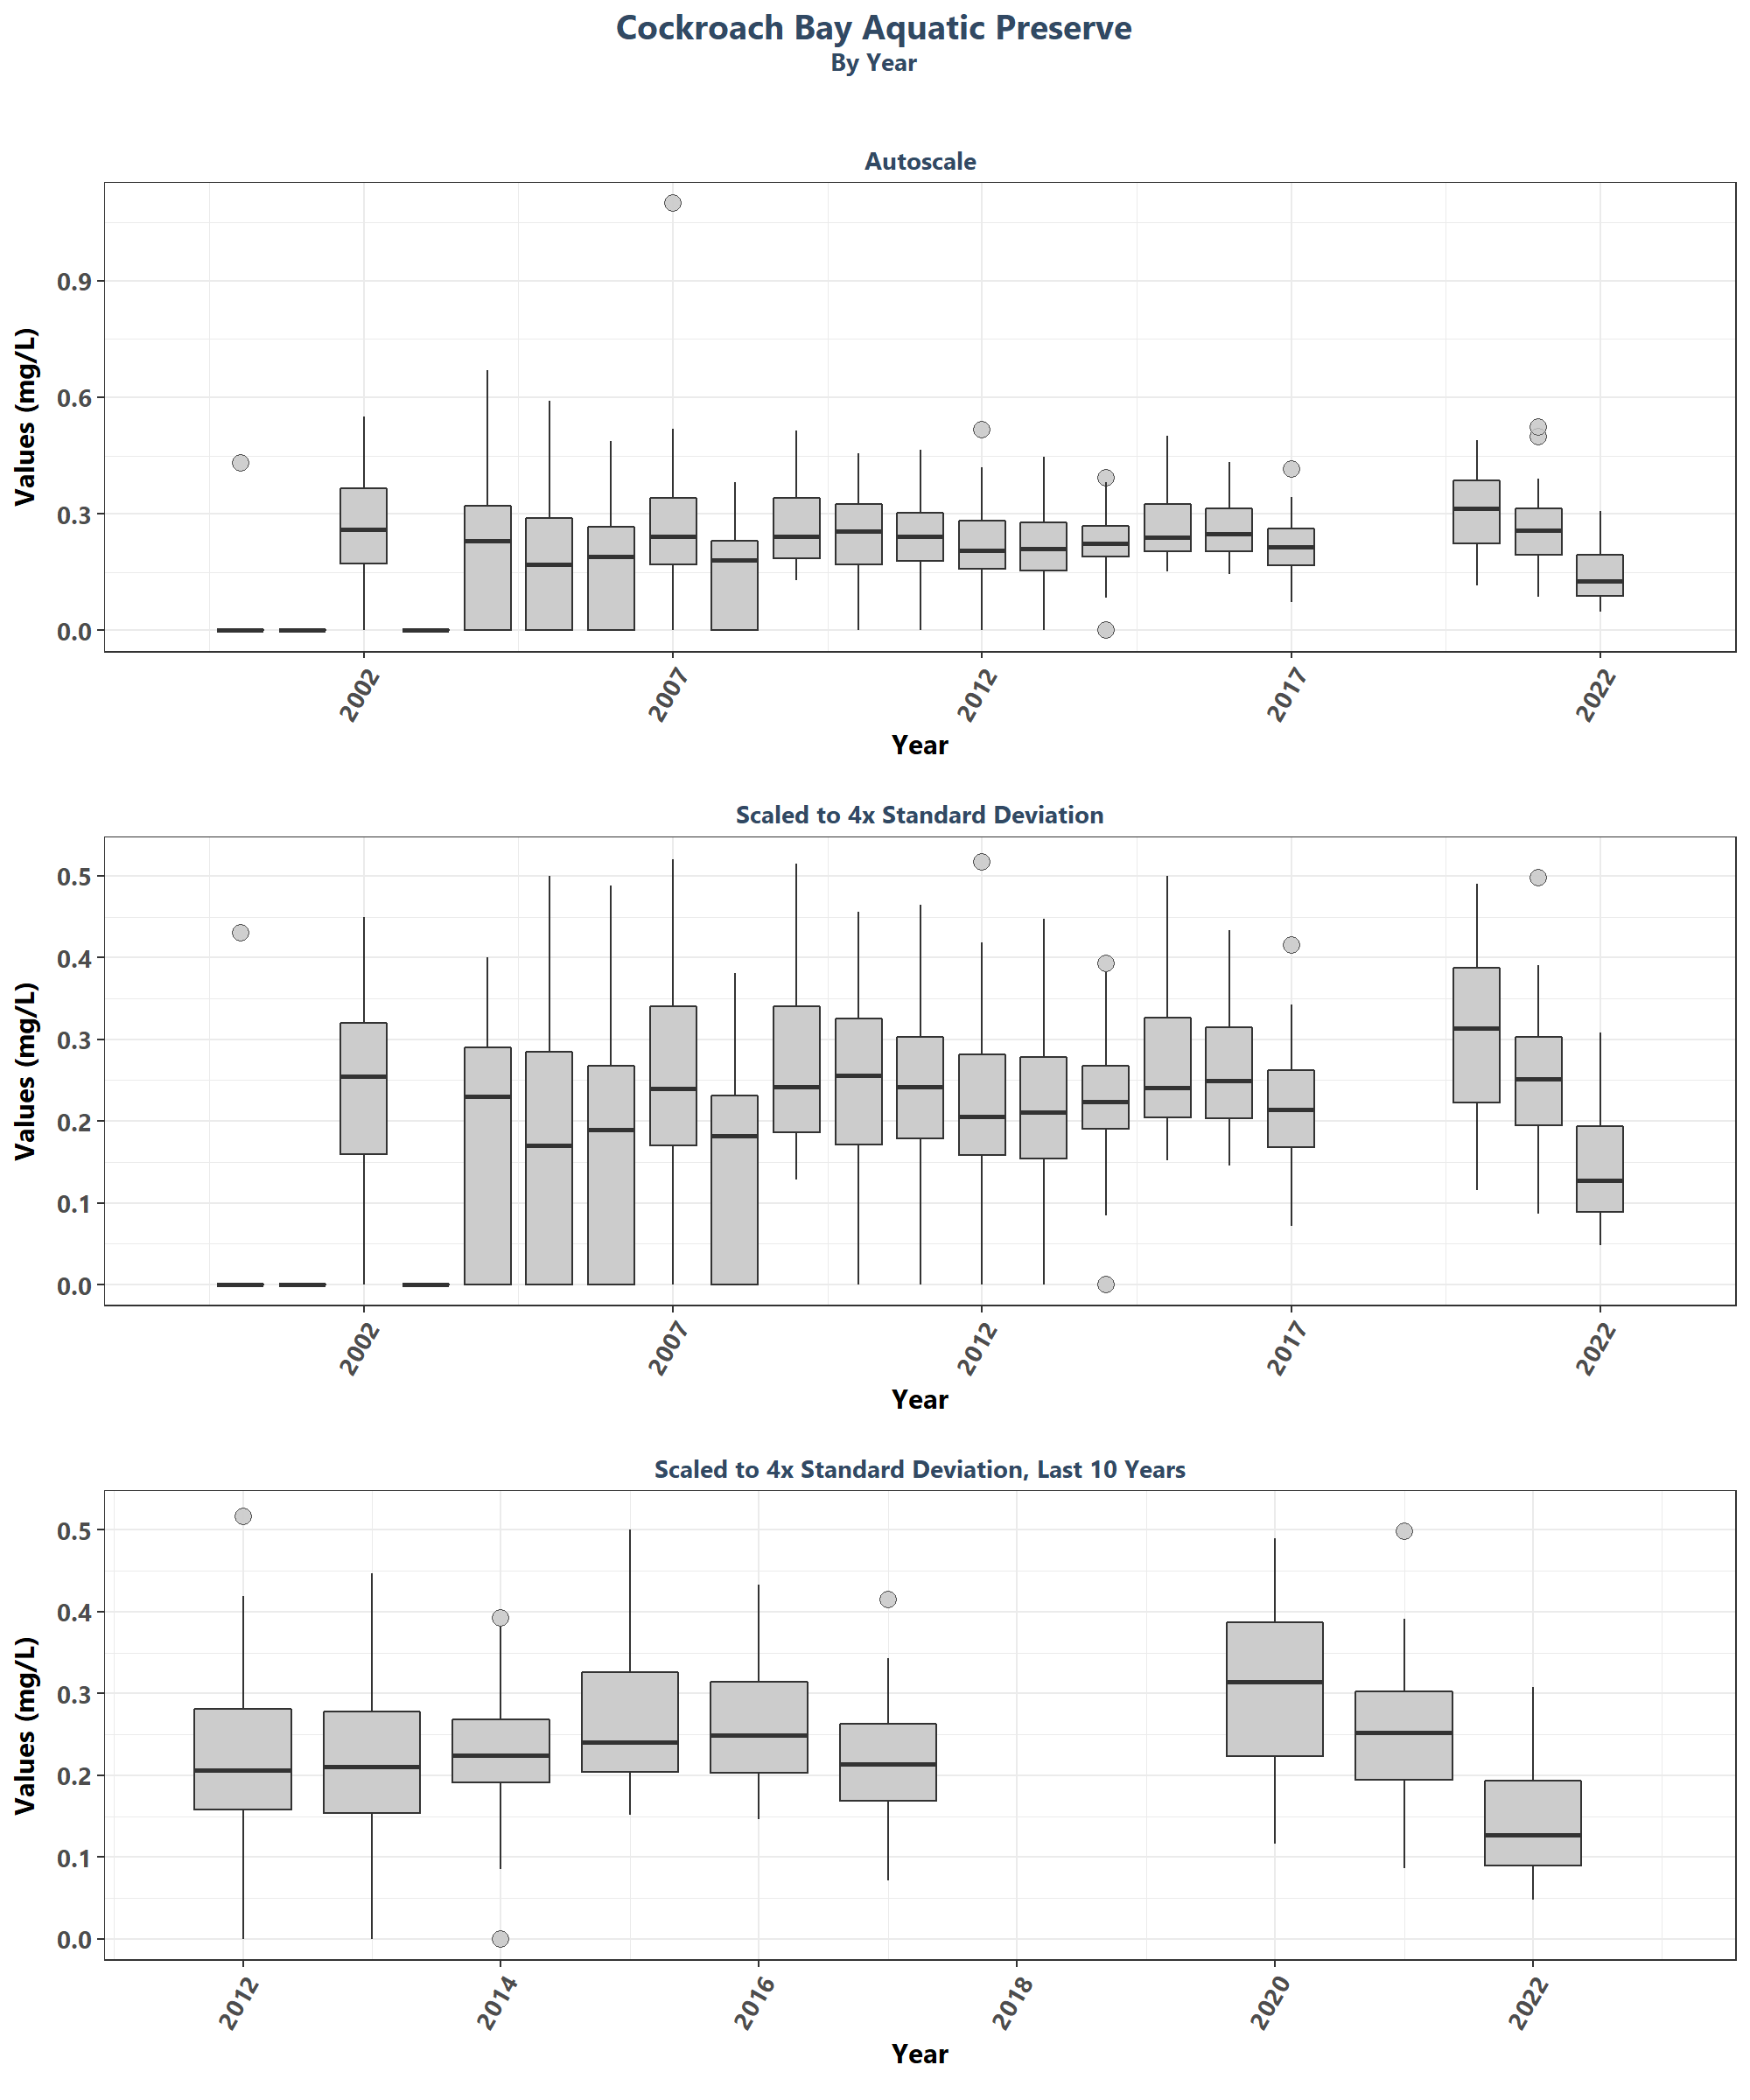 Cockroach Bay Aquatic Preserve
By Year
Autoscale
Values (mg/L)
0.9
0.6
0.3
0.0
2002 2007 2012 2017 2022
Year
Scaled to 4x Standard Deviation
Values (mg/L)
0.5
0.4
0.3
0.2
0.1
0.0
2002 2007 2012 2017 2022
Year
Scaled to 4x Standard Deviation, Last 10 Years
Values (mg/L)
0.5
0.4
0.3
0.2
0.1
0.0
2012 2014 2016 2018 2020 2022
Year